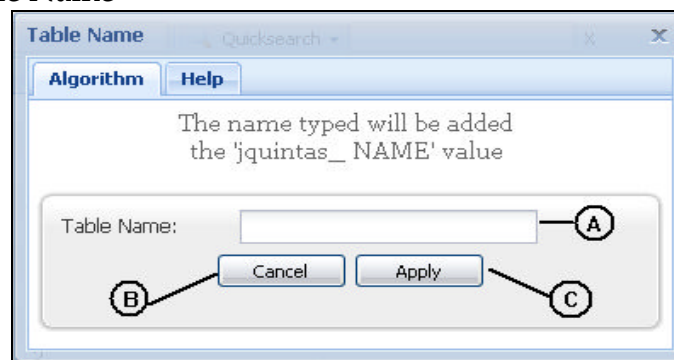 Table Name Quicksearch x x
Algorithm Help
The name typed will be added
the 'jquintas_ NAME' value
Table Name: A
Cancel Apply
B C